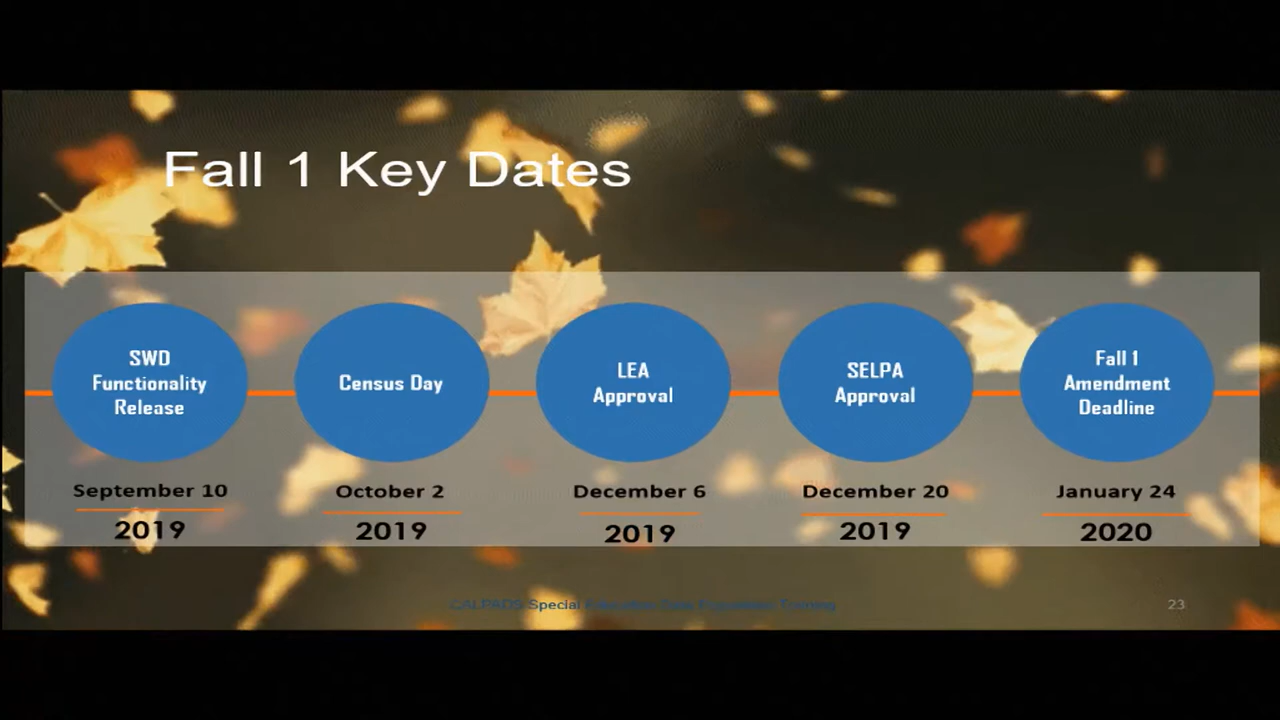 Fall 1 Key Dates
SWD
Functionality
Release
Census Day
LEA
Approval
SELPA
Approval
Fall 1
Amendment
Deadline
September 10
October 2
December 6
December 20
January 24
2019
2019
2019
2019
2020
CALPADS Special Education Data Training
23